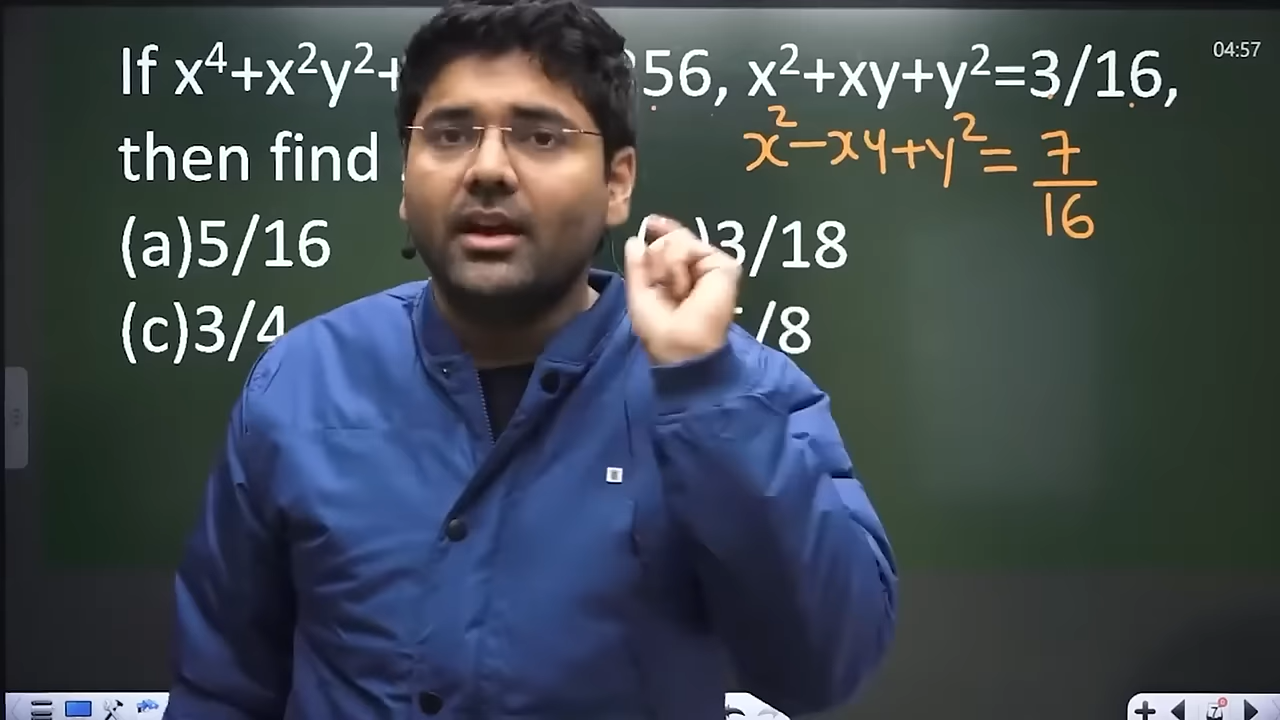 If x⁴+x²y²+ 256, x²+xy+y²=3/16,
04:57
then find
x²-xy+y²= 7/16
(a)5/16 3/18
(c)3/4 /8